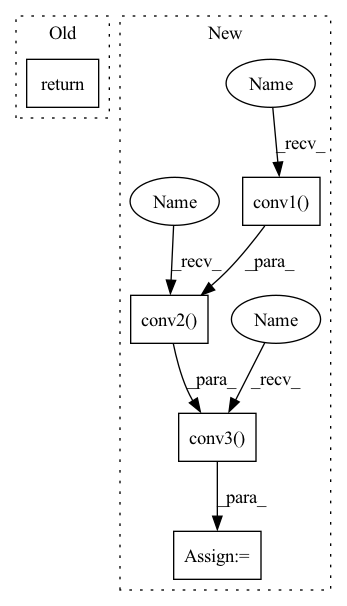 Old
New
return
Name
_recv_
Name
conv1()
_recv_
_para_
conv2()
Name
_para_
_recv_
conv3()
_para_
Assign:=